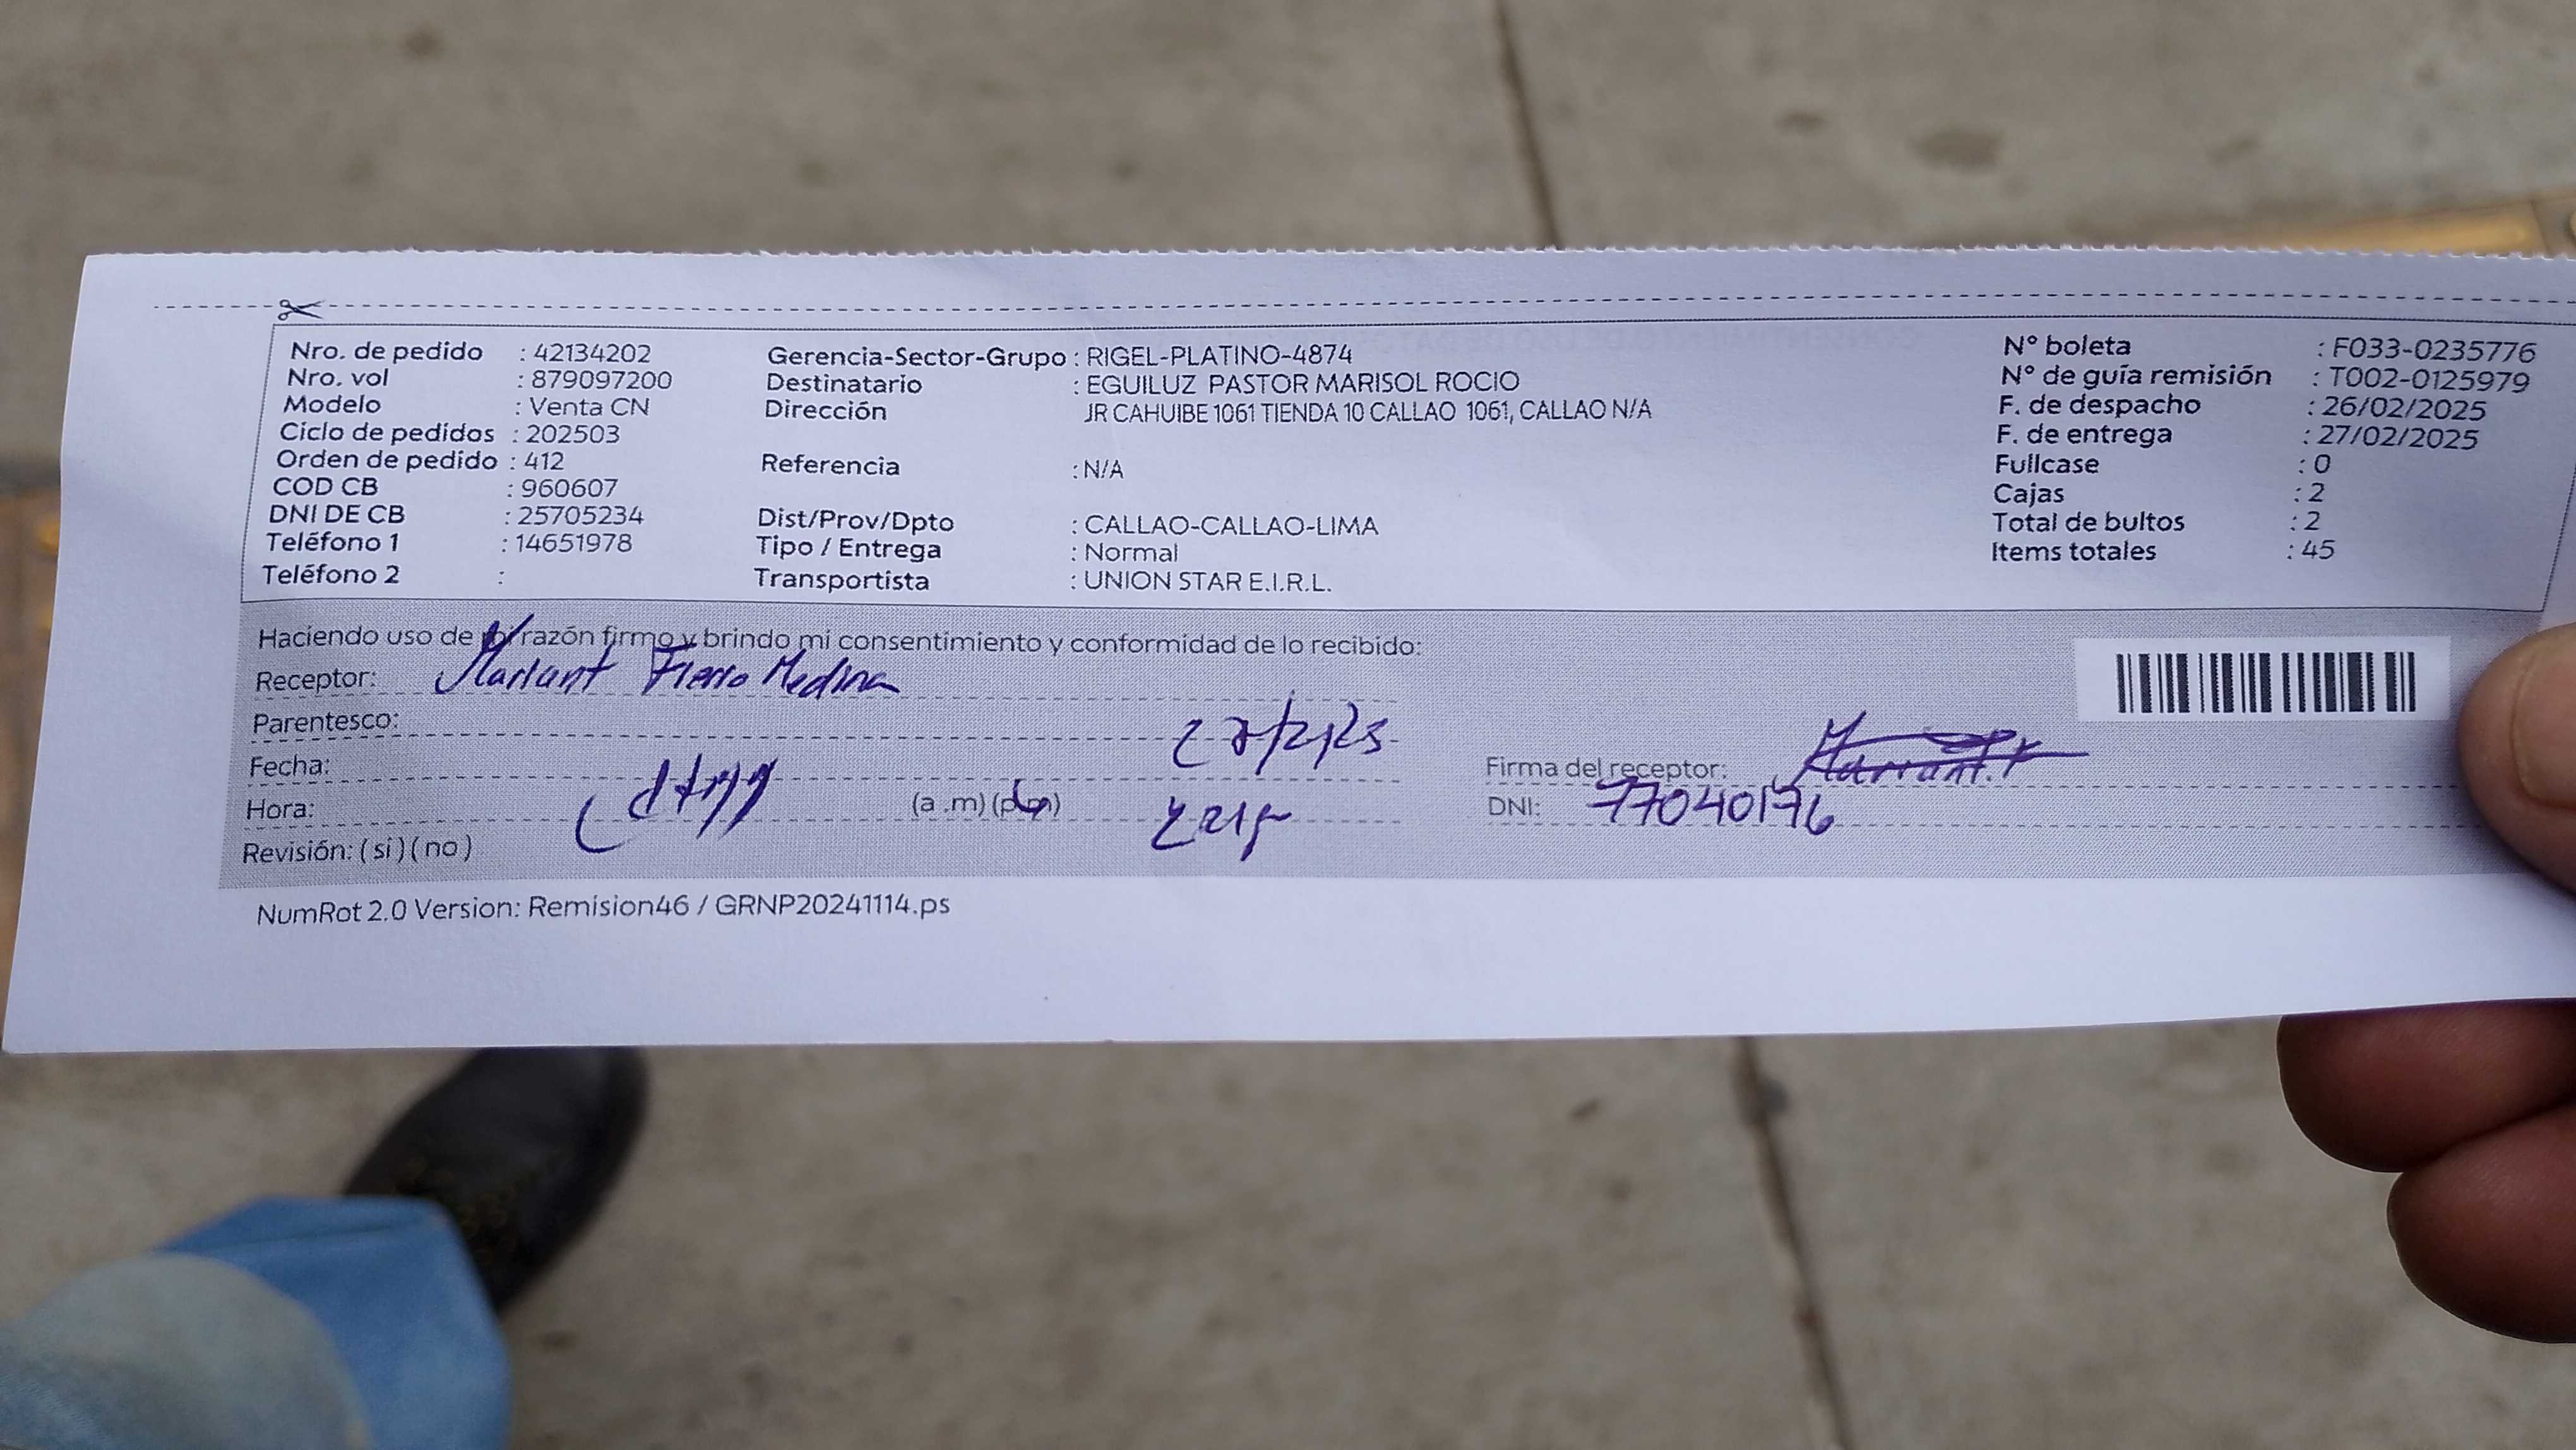 Nro. de pedido : 42134202
Nro. vol : 879097200
Modelo : Venta CN
Ciclo de pedidos : 202503
Orden de pedido : 412
COD CB : 960607
DNI DE CB : 25705234
Teléfono 1 : 14651978
Teléfono 2 :
Gerencia-Sector-Grupo : RIGEL-PLATINO-4874
Destinatario : EGUILUZ PASTOR MARISOL ROCIO
Dirección JR CAHUIBE 1061 TIENDA 10 CALLAO 1061, CALLAO N/A
Referencia : N/A
Dist/Prov/Dpto : CALLAO-CALLAO-LIMA
Tipo / Entrega : Normal
Transportista : UNION STAR E.I.R.L.
N° boleta : F033-0235776
N° de guía remisión : T002-0125979
F. de despacho : 26/02/2025
F. de entrega : 27/02/2025
Fullcase : 0
Cajas : 2
Total de bultos : 2
Items totales : 45
Haciendo uso de mi razón firmo y brindo mi consentimiento y conformidad de lo recibido:
Receptor: Medina
Parentesco:
Fecha: 27/2/25
Hora: (a .m) (p.m)
Revisión: ( si ) ( no )
Firma del receptor:
DNI: 77040176
NumRot 2.0 Version: Remision46 / GRNP20241114.ps